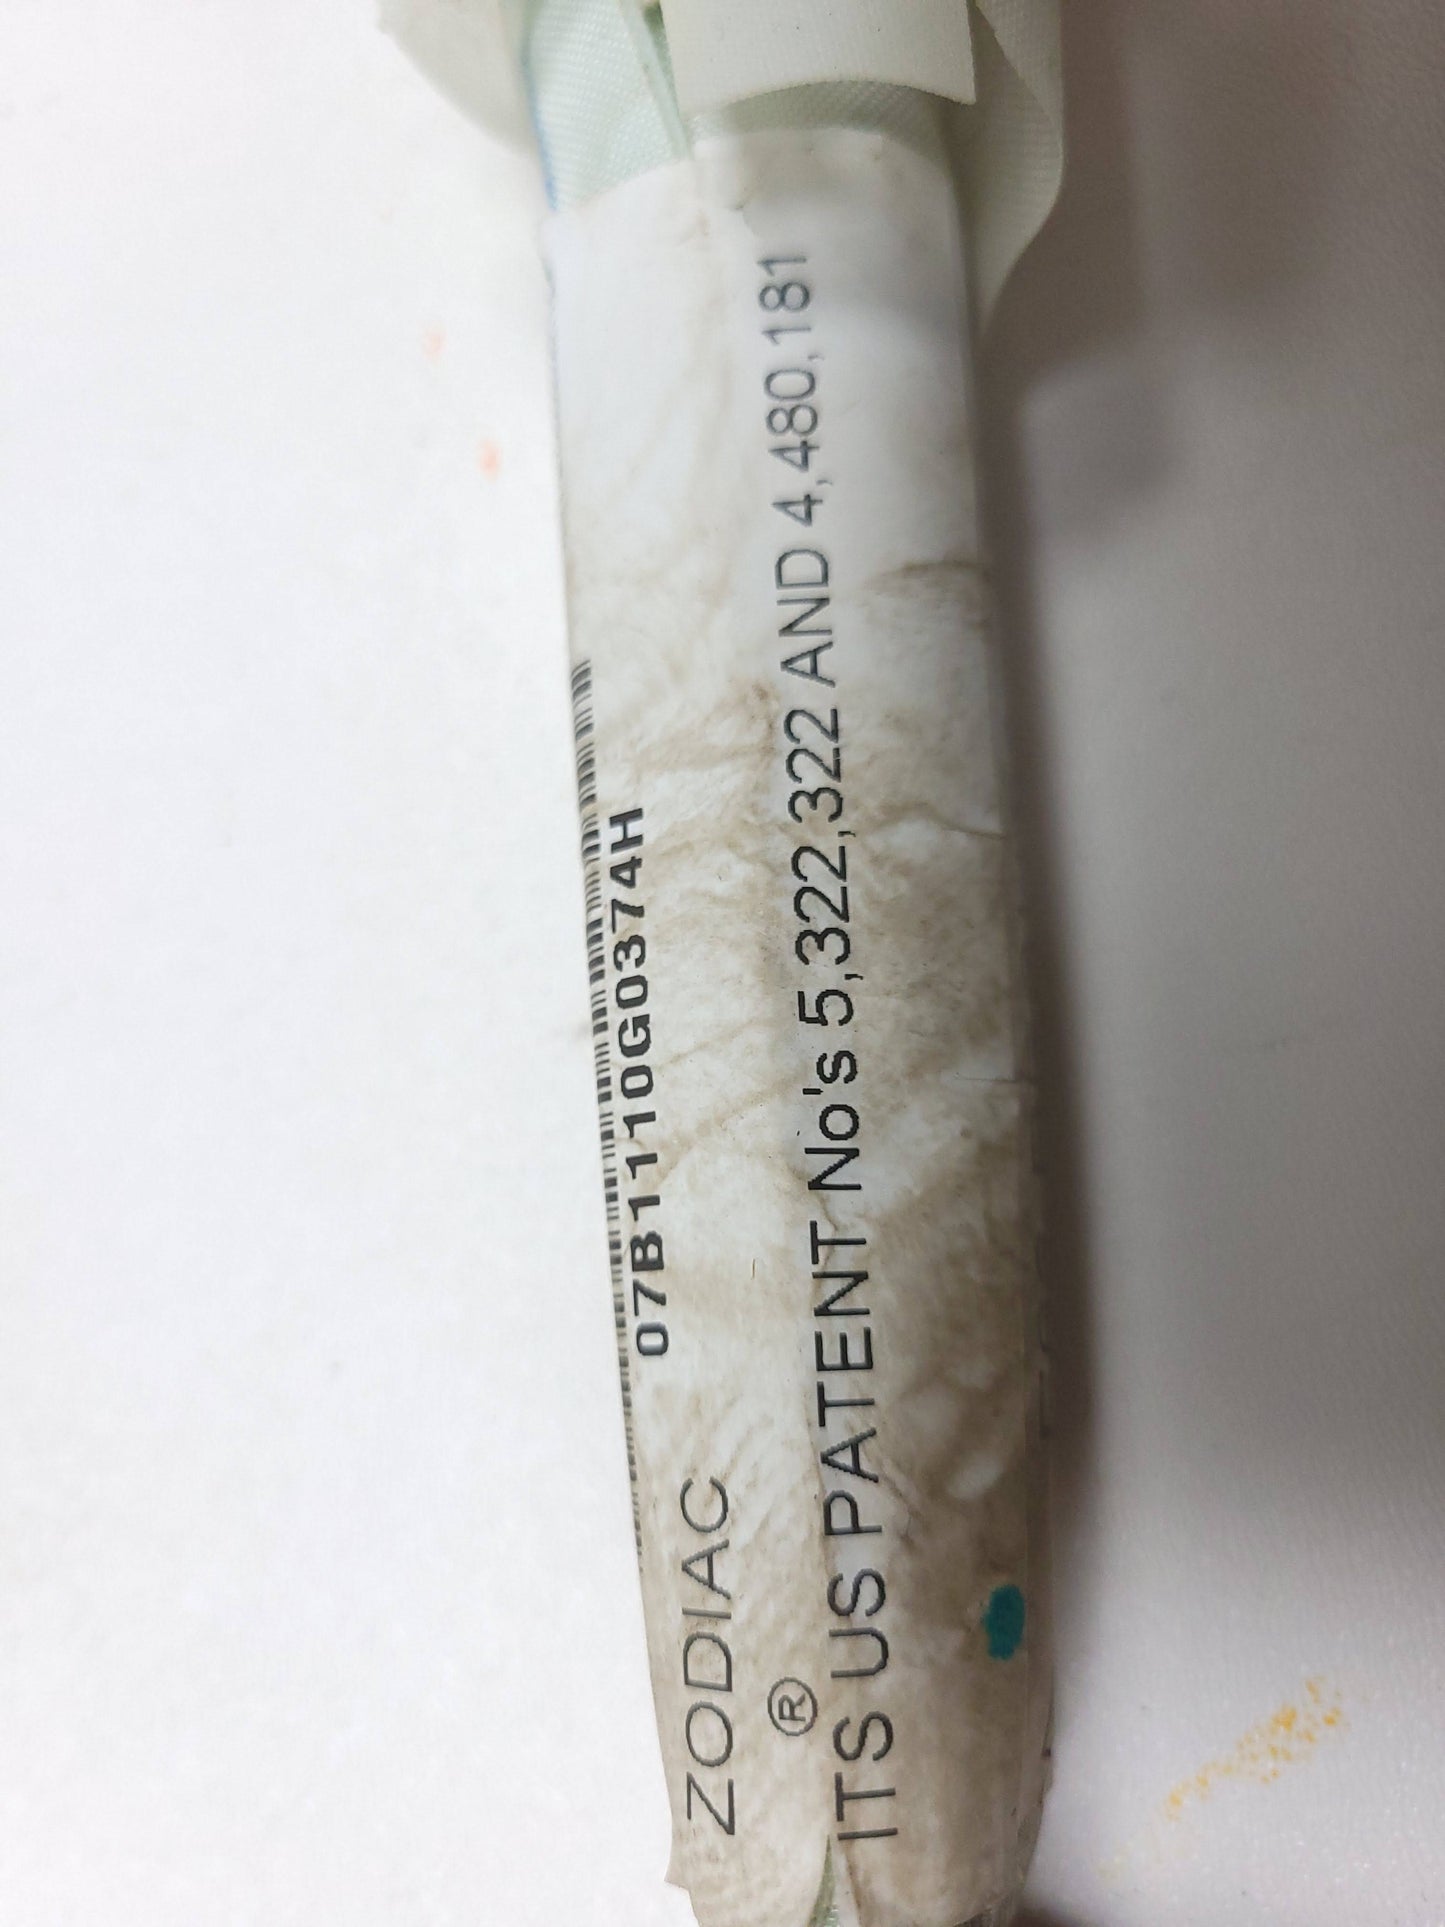 07B1110G0374H
ZODIAC
®
ITS US PATENT No's 5,322,322 AND 4,480,181